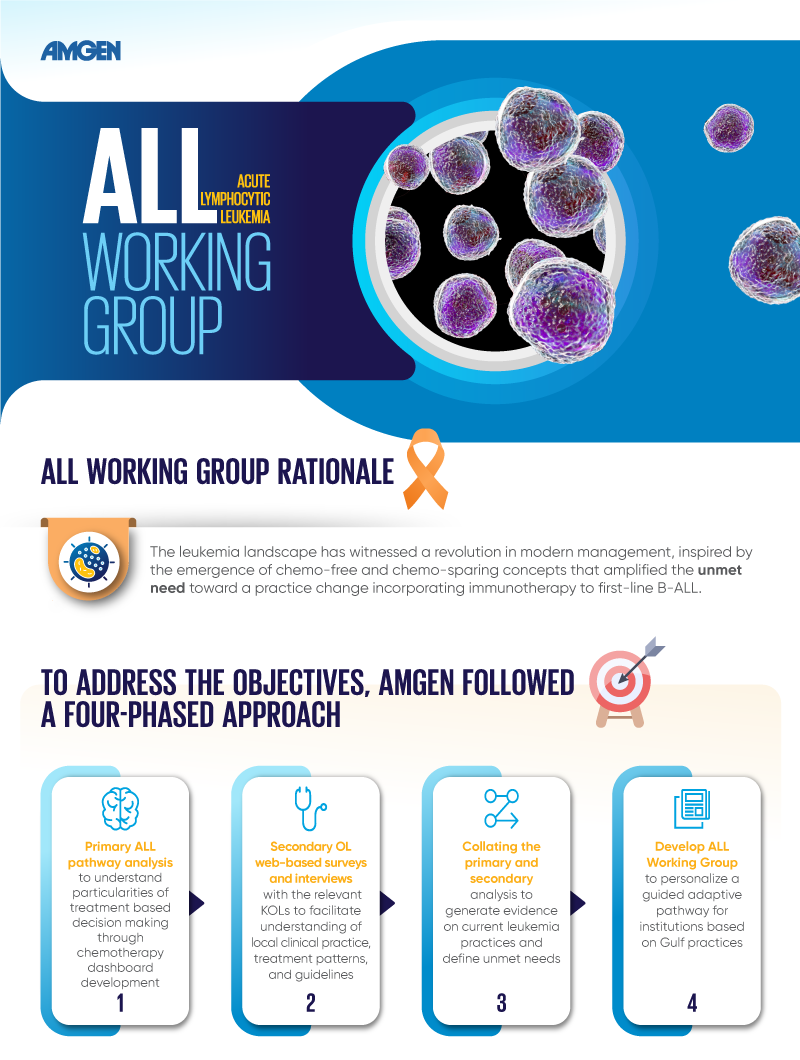 AMGEN
ALL
ACUTE
LYMPHOCYTIC
LEUKEMIA
WORKING
GROUP
ALL WORKING GROUP RATIONALE
The leukemia landscape has witnessed a revolution in modern management, inspired by
the emergence of chemo-free and chemo-sparing concepts that amplified the unmet
need toward a practice change incorporating immunotherapy to first-line B-ALL.
TO ADDRESS THE OBJECTIVES, AMGEN FOLLOWED
A FOUR-PHASED APPROACH
Primary ALL
pathway analysis
to understand
particularities of
treatment based
decision making
through
chemotherapy
dashboard
development
1
Secondary OL
web-based surveys
and interviews
with the relevant
KOLs to facilitate
understanding of
local clinical practice,
treatment patterns,
and guidelines
2
Collating the
primary and
secondary
analysis to
generate evidence
on current leukemia
practices and
define unmet needs
3
Develop ALL
Working Group
to personalize a
guided adaptive
pathway for
institutions based
on Gulf practices
4